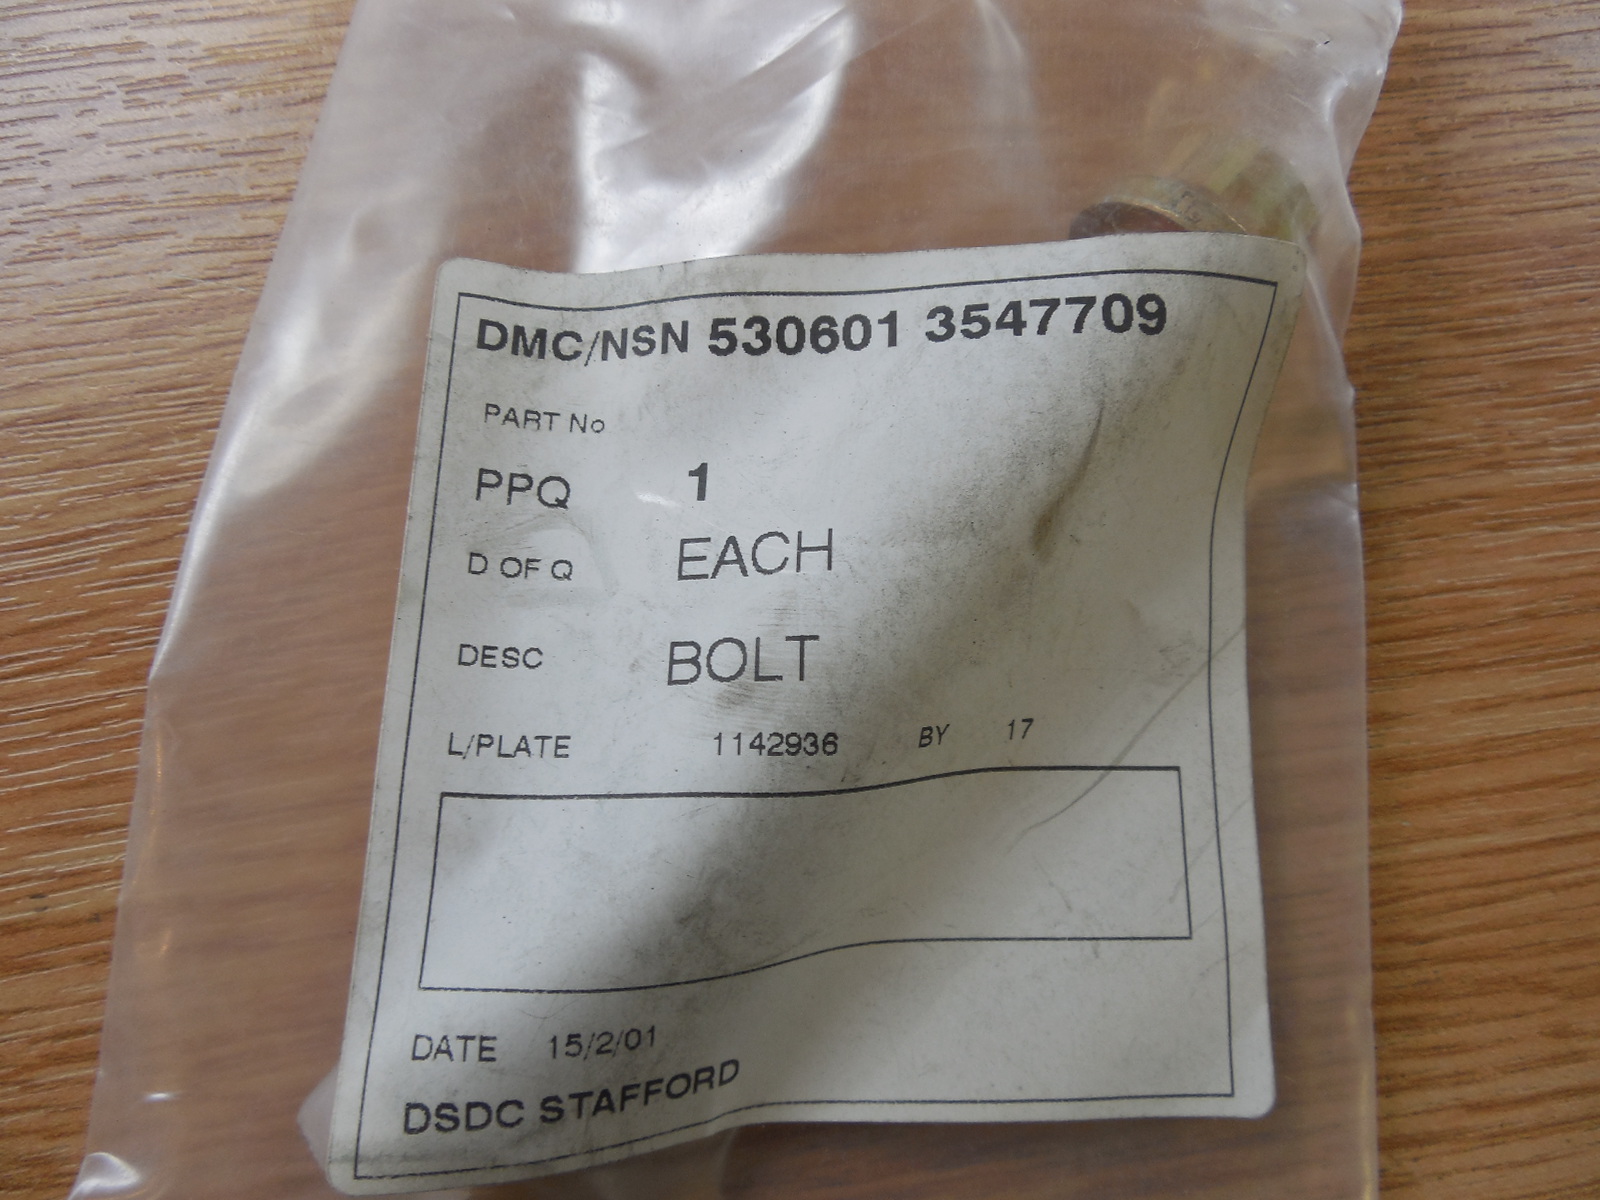 DMC/NSN 530601 3547709
PART No
PPQ 1
D OF Q EACH
DESC BOLT
L/PLATE 1142936 BY 17
DATE 15/2/01
DSDC STAFFORD